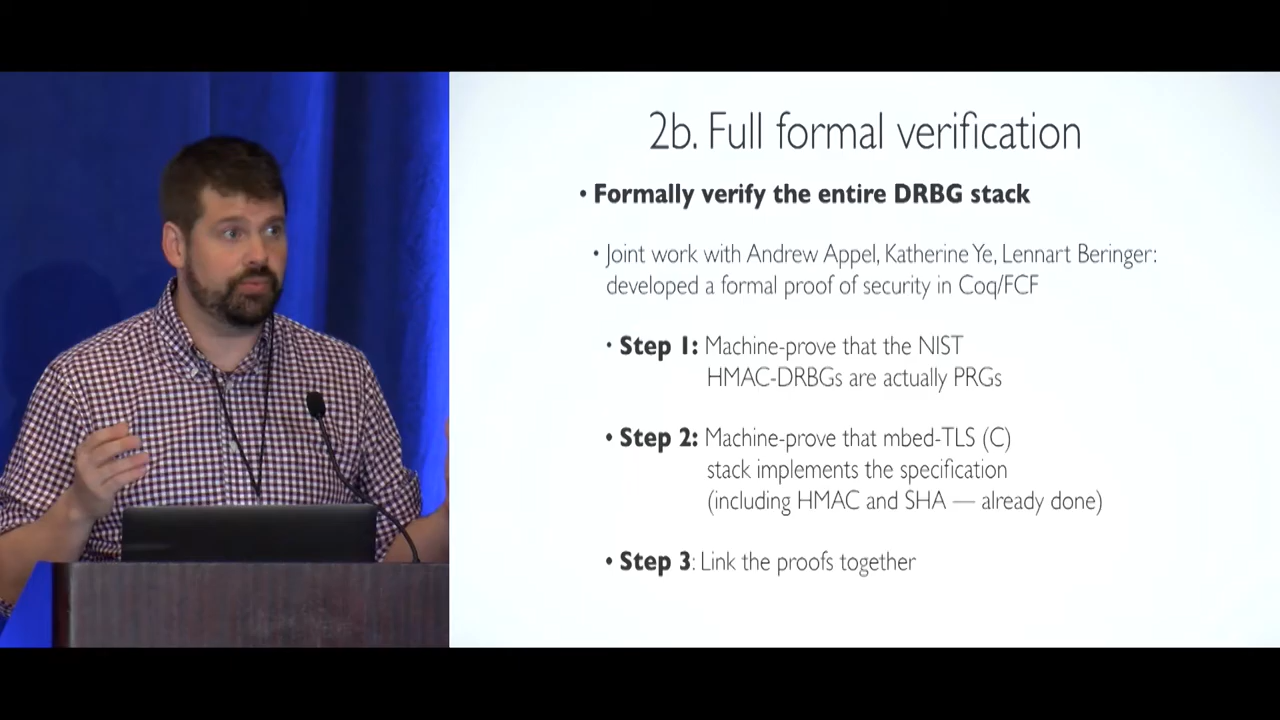 2b. Full formal verification
• Formally verify the entire DRBG stack
• Joint work with Andrew Appel, Katherine Ye, Lennart Beringer:
developed a formal proof of security in Coq/FCF
• Step 1: Machine-prove that the NIST
HMAC-DRBGs are actually PRGs
• Step 2: Machine-prove that mbed-TLS (C)
stack implements the specification
(including HMAC and SHA — already done)
• Step 3: Link the proofs together